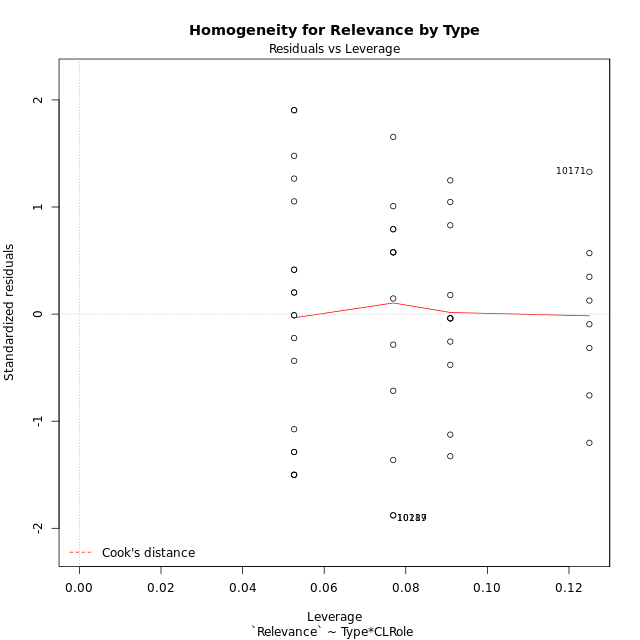 Homogeneity for Relevance by Type
Residuals vs Leverage
Standardized residuals
2
1
0
-1
-2
10171
Cook's distance
0.00 0.02 0.04 0.06 0.08 0.10 0.12
Leverage
`Relevance` ~ Type*CLRole